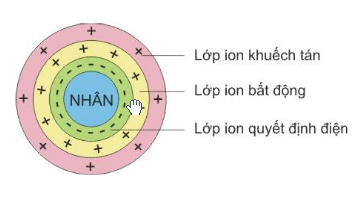 Lớp ion khuếch tán
Lớp ion bất động
NHÂN
Lớp ion quyết định điện